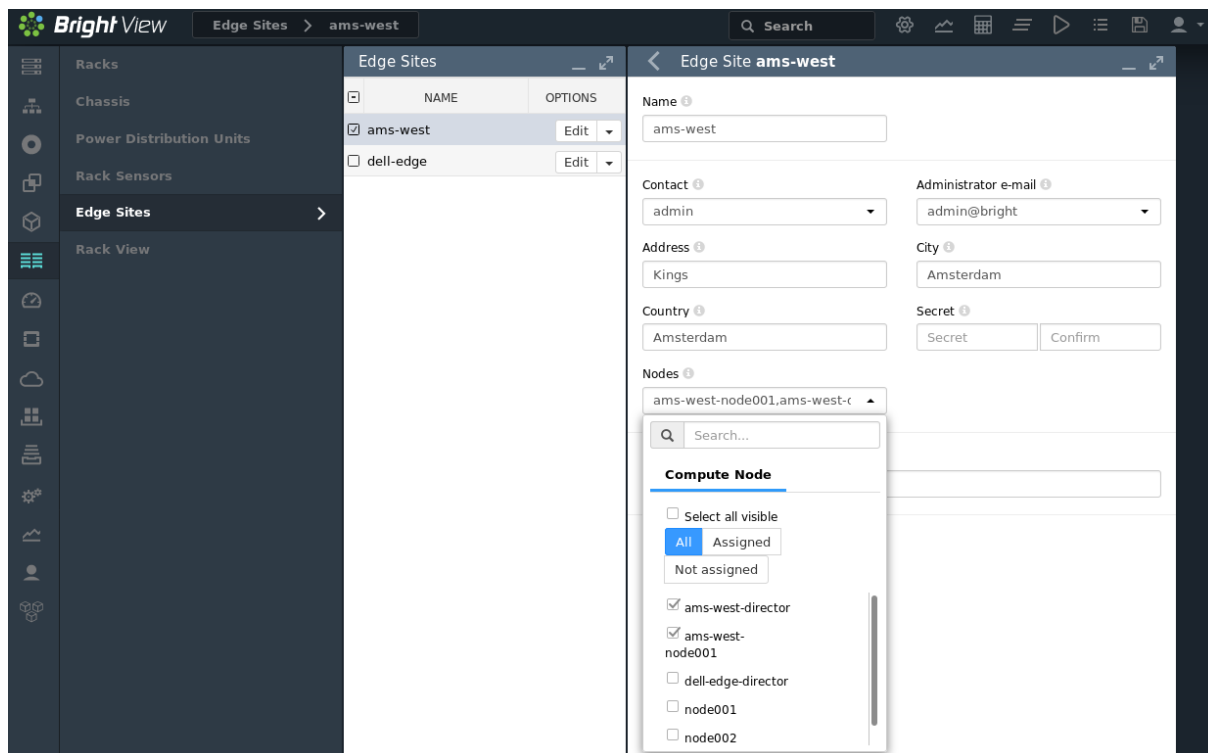 Bright View
Edge Sites > ams-west
Search
Racks
Chassis
Power Distribution Units
Rack Sensors
Edge Sites
Rack View
Edge Sites
NAME OPTIONS
ams-west Edit
dell-edge Edit
Edge Site ams-west
Name
ams-west
Contact Administrator e-mail
admin admin@bright
Address City
Kings Amsterdam
Country Secret
Amsterdam Secret Confirm
Nodes
ams-west-node001,ams-west-
Search...
Compute Node
Select all visible
All Assigned
Not assigned
ams-west-director
ams-west-
node001
dell-edge-director
node001
node002